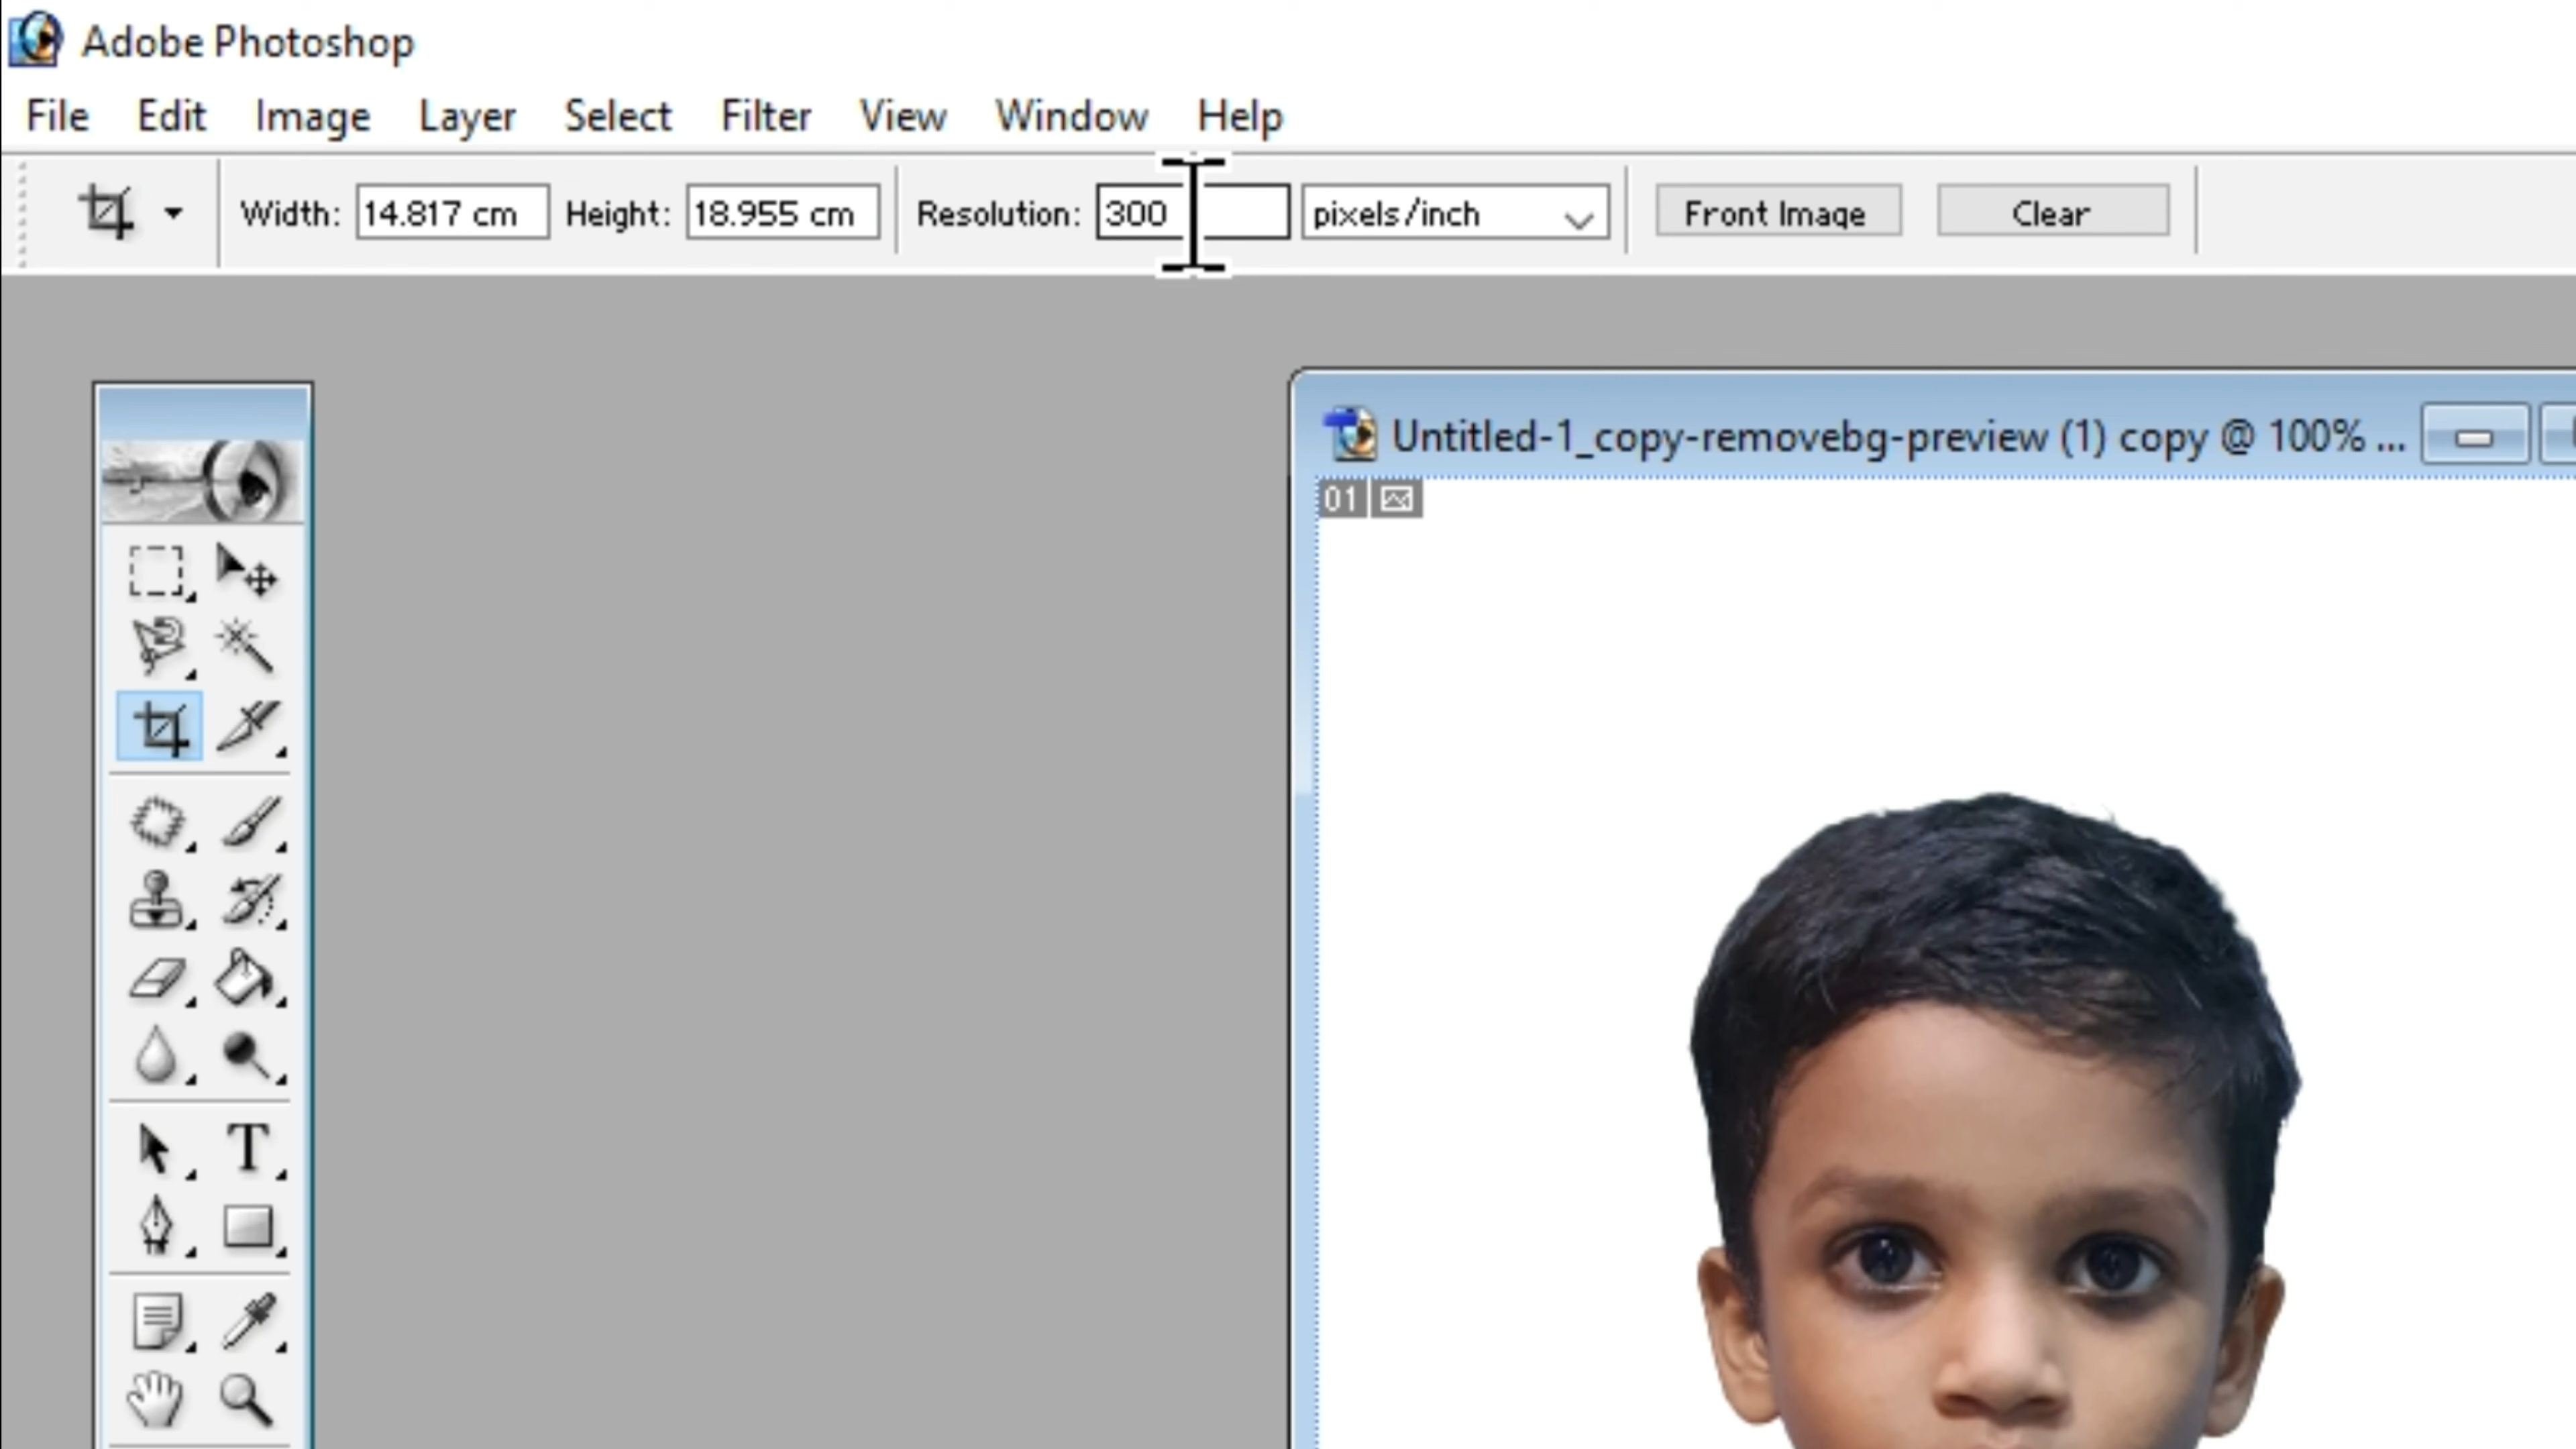 Adobe Photoshop
File Edit Image Layer Select Filter View Window Help
Width: 14.817 cm Height: 18.955 cm Resolution: 300 pixels/inch Front Image Clear
Untitled-1_copy-removebg-preview (1) copy @ 100% ...
01
T